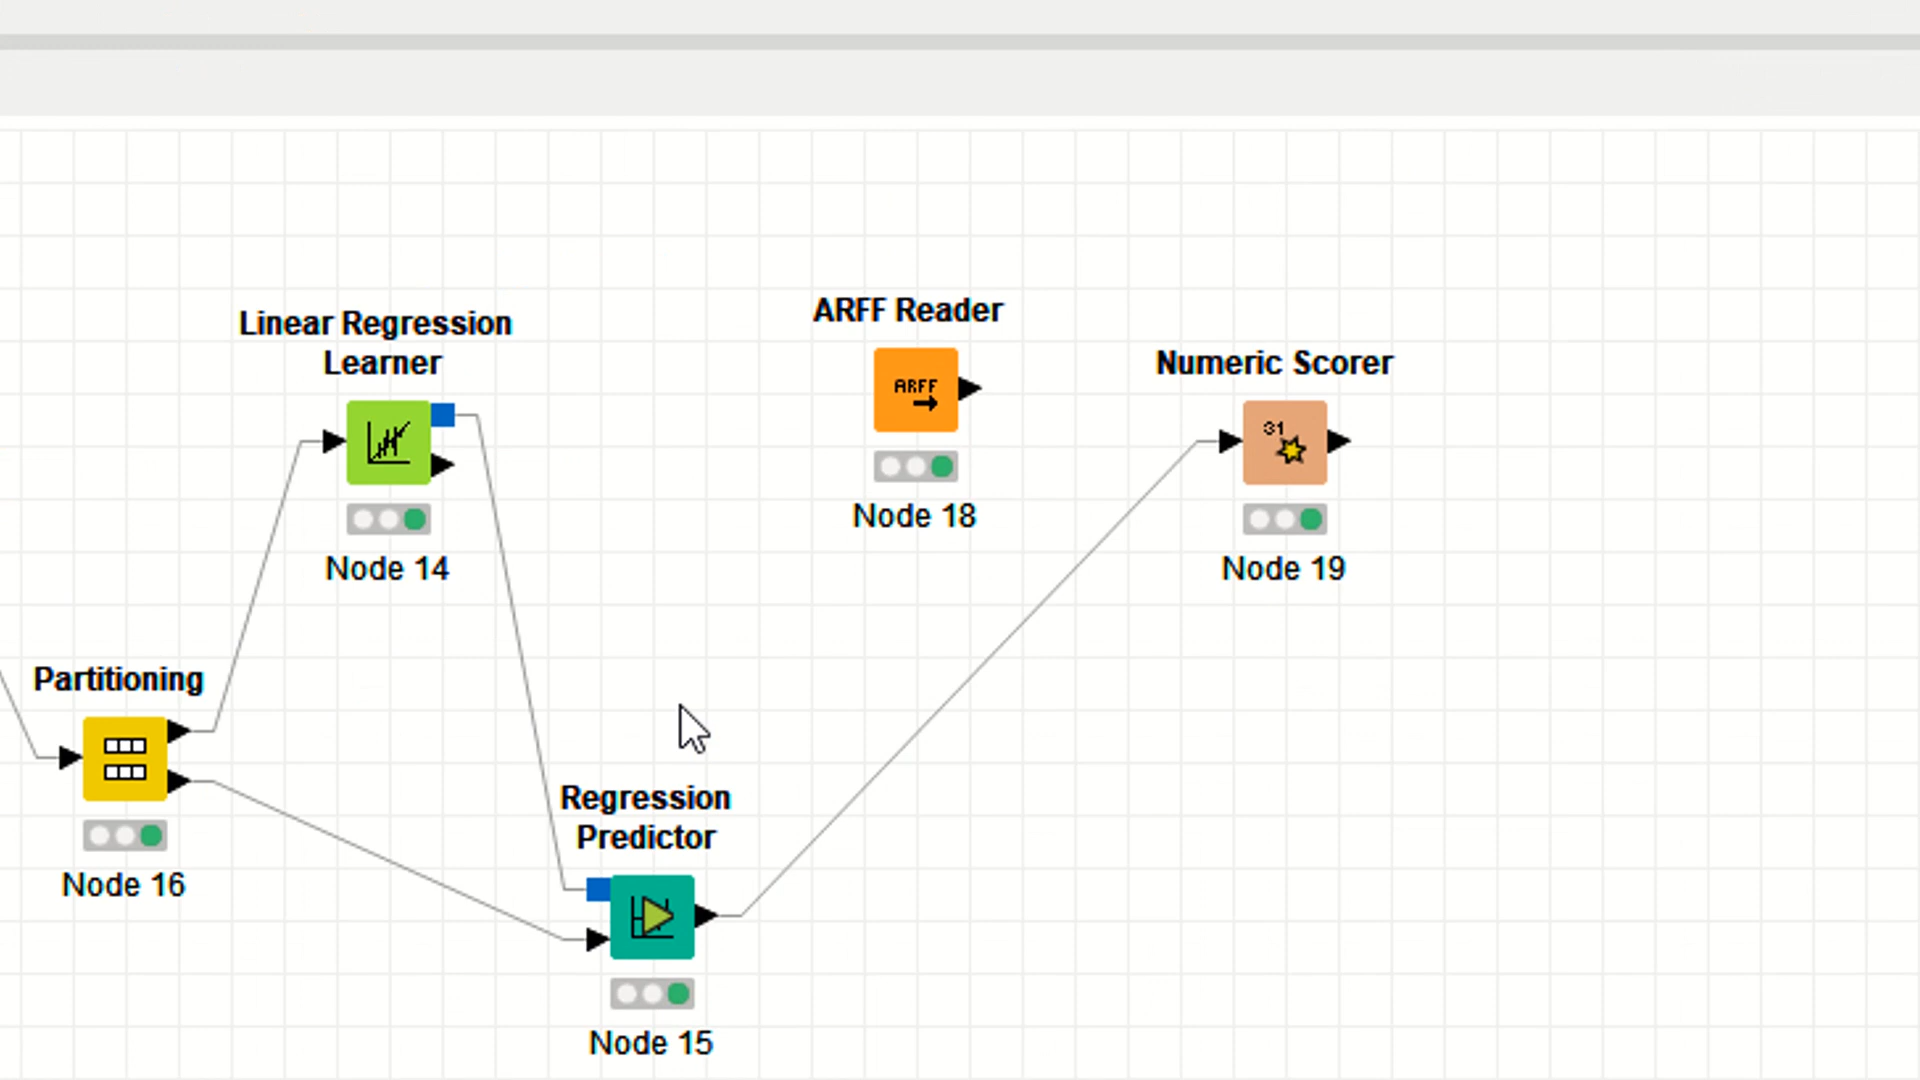 Linear Regression
Learner
Node 14
ARFF Reader
ARFF
Node 18
Numeric Scorer
31
Node 19
Partitioning
Node 16
Regression
Predictor
Node 15